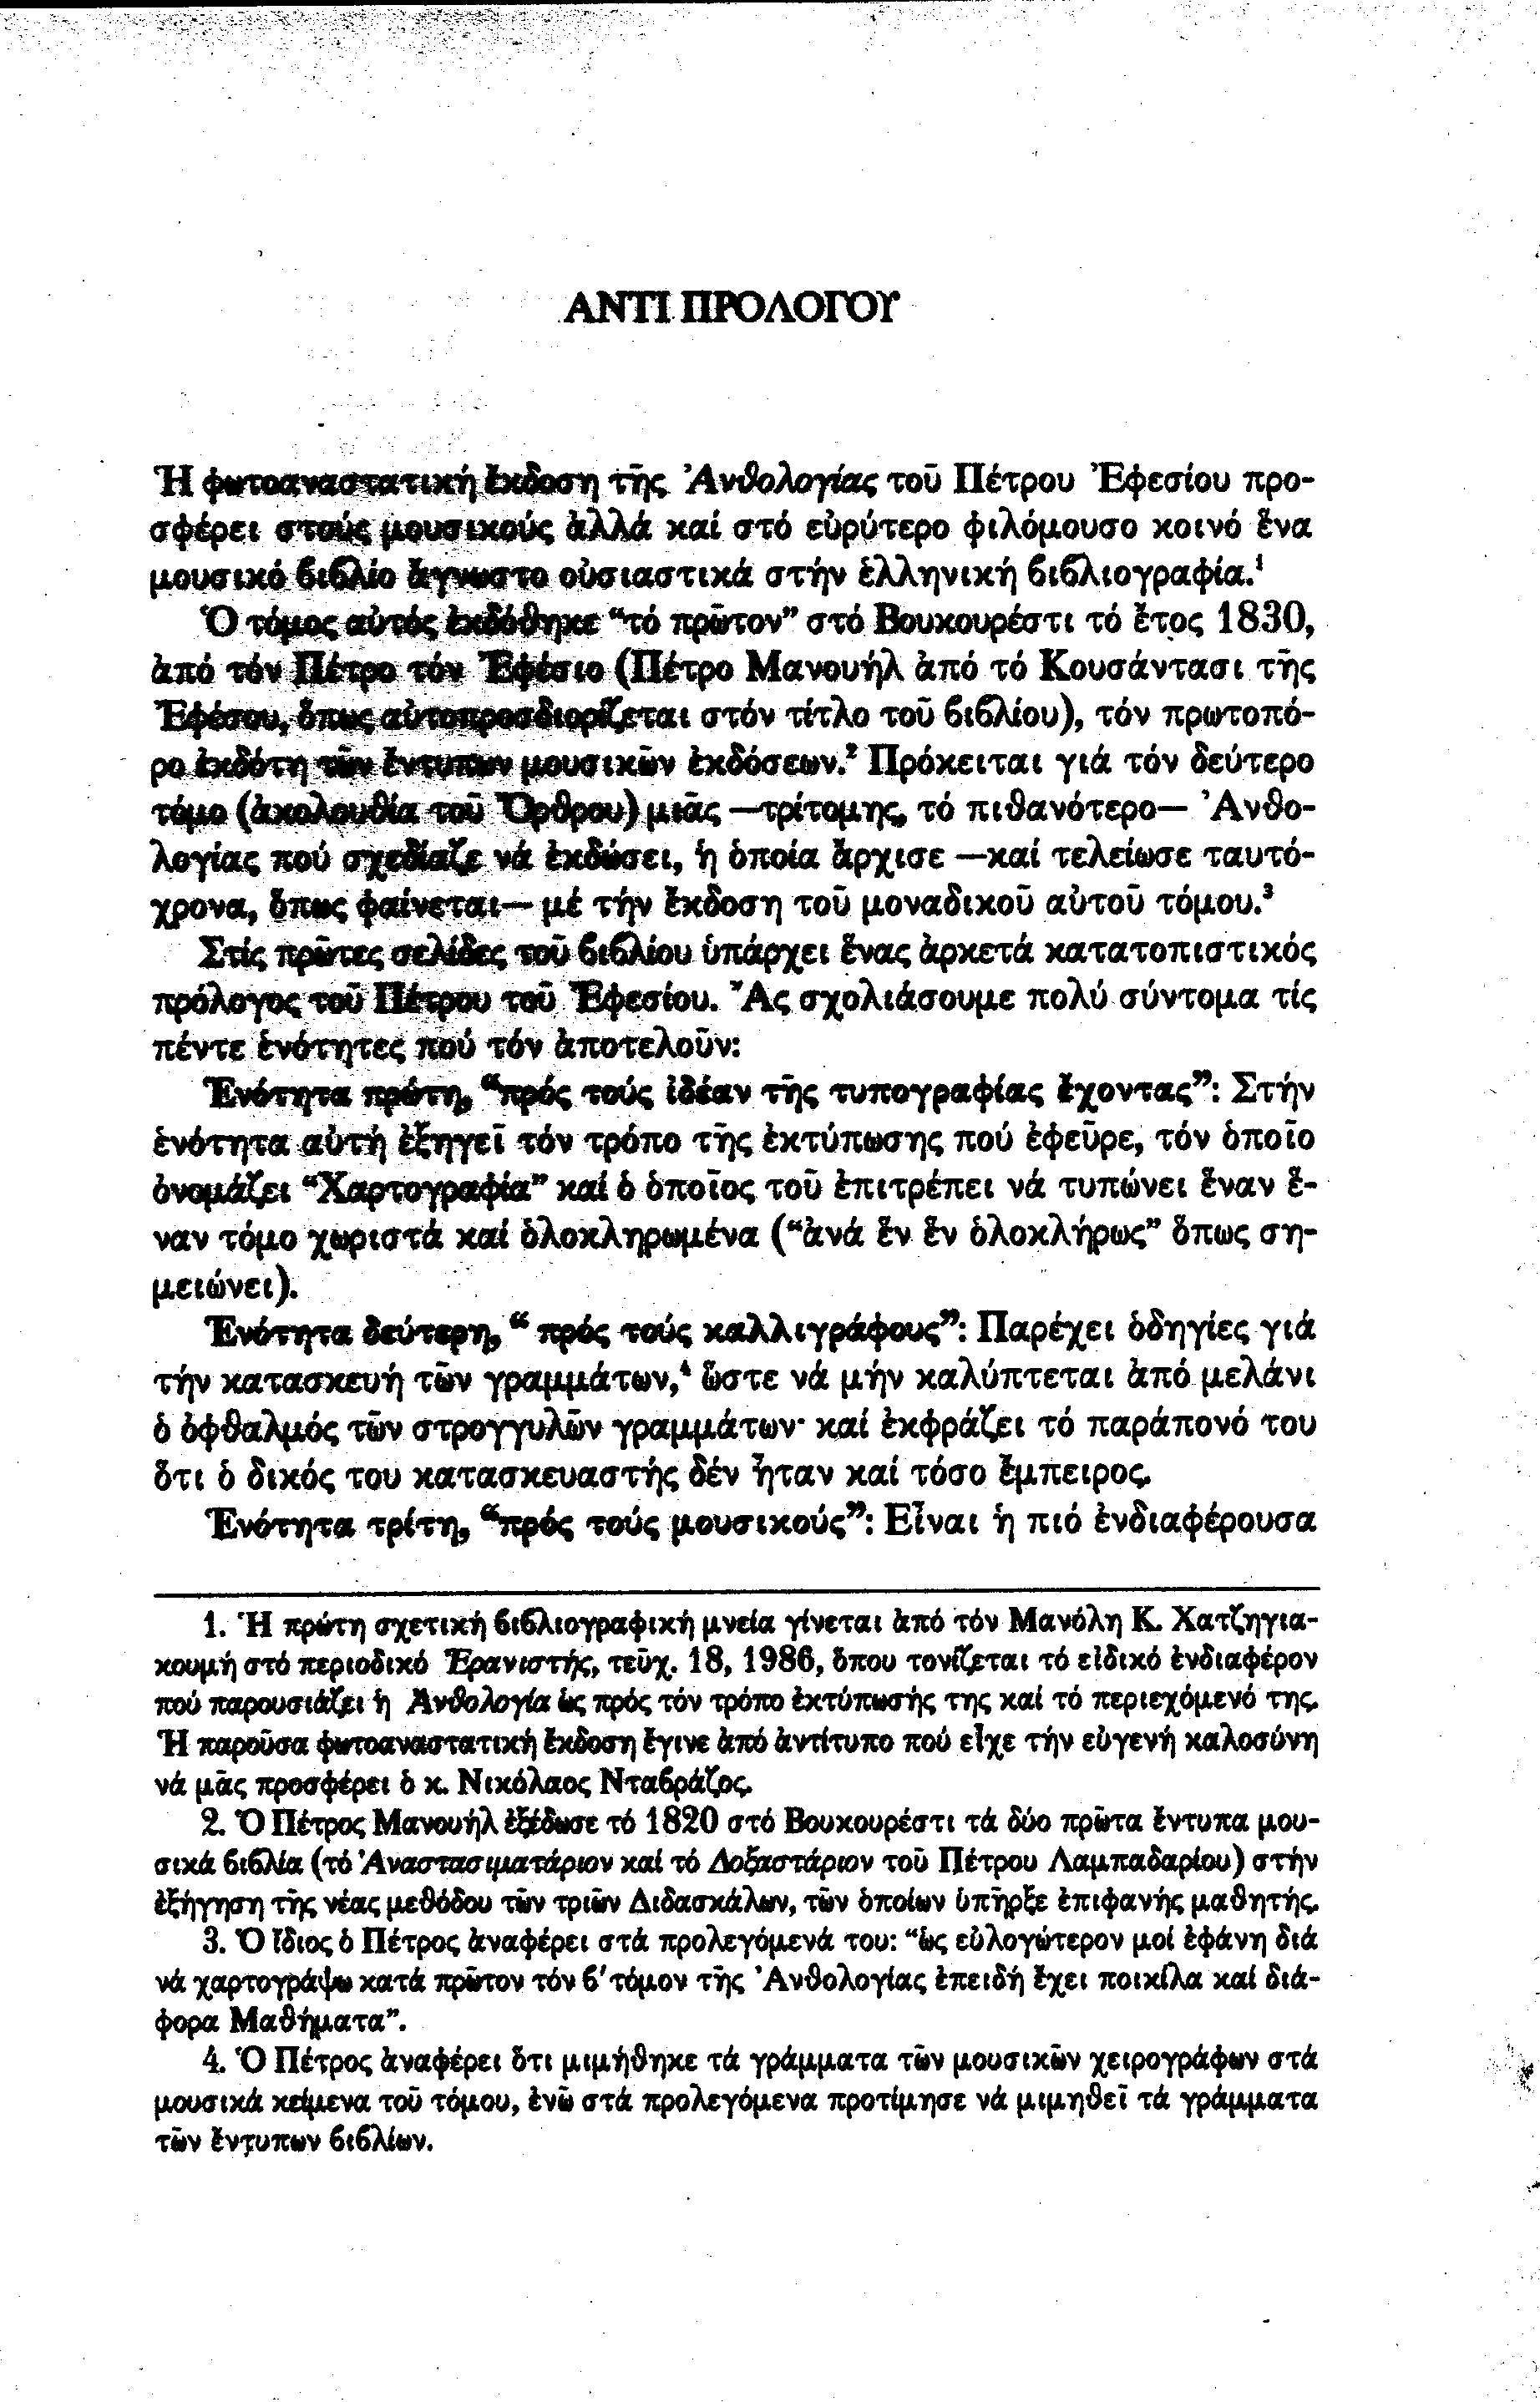 ΑΝΤΙ ΠΡΟΛΟΓΟΥ
Ἡ φωτοαναστατική ἔκδοση τῆς Ἀνθολογίας τοῦ Πέτρου Ἐφεσίου προ-
σφέρει στούς μουσικούς ἀλλά καί στό εὐρύτερο φιλόμουσο κοινό ἕνα
μουσικό βιβλίο ἄγνωστο οὐσιαστικά στήν ἑλληνική βιβλιογραφία.¹
Ὁ τόμος αὐτός ἐκδόθηκε “τό πρῶτον” στό Βουκουρέστι τό ἔτος 1830,
ἀπό τόν Πέτρο τόν Ἐφέσιο (Πέτρο Μανουήλ ἀπό τό Κουσάντασι τῆς
Ἐφέσου, ὅπως αὐτοπροσδιορίζεται στόν τίτλο τοῦ βιβλίου), τόν πρωτοπό-
ρο ἐκδότη τῶν ἔντυπων μουσικῶν ἐκδόσεων.² Πρόκειται γιά τόν δεύτερο
τόμο (ἀκολουθία τοῦ Ὄρθρου) μιᾶς —τρίτομης, τό πιθανότερο— Ἀνθο-
λογίας πού σχεδίαζε νά ἐκδώσει, ἡ ὁποία ἄρχισε —καί τελείωσε ταυτό-
χρονα, ὅπως φαίνεται— μέ τήν ἔκδοση τοῦ μοναδικοῦ αὐτοῦ τόμου.³
Στίς πρῶτες σελίδες τοῦ βιβλίου ὑπάρχει ἕνας ἀρκετά κατατοπιστικός
πρόλογος τοῦ Πέτρου τοῦ Ἐφεσίου. Ἄς σχολιάσουμε πολύ σύντομα τίς
πέντε ἑνότητες πού τόν ἀποτελοῦν:
Ἑνότητα πρώτη, “πρός τούς ἰδέαν τῆς τυπογραφίας ἔχοντας”: Στήν
ἑνότητα αὐτή ἐξηγεῖ τόν τρόπο τῆς ἐκτύπωσης πού ἐφεῦρε, τόν ὁποῖο
ὀνομάζει “Χαρτογραφία” καί ὁ ὁποῖος τοῦ ἐπιτρέπει νά τυπώνει ἕναν ἕ-
ναν τόμο χωριστά καί ὁλοκληρωμένα (“ἀνά ἕν ἕν ὁλοκλήρως” ὅπως ση-
μειώνει).
Ἑνότητα δεύτερη, “ πρός τούς καλλιγράφους”: Παρέχει ὁδηγίες γιά
τήν κατασκευή τῶν γραμμάτων,⁴ ὥστε νά μήν καλύπτεται ἀπό μελάνι
ὁ ὀφθαλμός τῶν στρογγυλῶν γραμμάτων· καί ἐκφράζει τό παράπονό του
ὅτι ὁ δικός του κατασκευαστής δέν ἦταν καί τόσο ἔμπειρος.
Ἑνότητα τρίτη, “πρός τούς μουσικούς”: Εἶναι ἡ πιό ἐνδιαφέρουσα
1. Ἡ πρώτη σχετική βιβλιογραφική μνεία γίνεται ἀπό τόν Μανόλη Κ. Χατζηγια-
κουμή στό περιοδικό Ἐρανιστής, τεῦχ. 18, 1986, ὅπου τονίζεται τό εἰδικό ἐνδιαφέρον
πού παρουσιάζει ἡ Ἀνθολογία ὡς πρός τόν τρόπο ἐκτύπωσής της καί τό περιεχόμενό της.
Ἡ παροῦσα φωτοαναστατική ἔκδοση ἔγινε ἀπό ἀντίτυπο πού εἶχε τήν εὐγενή καλοσύνη
νά μᾶς προσφέρει ὁ κ. Νικόλαος Νταβράζος.
2. Ὁ Πέτρος Μανουήλ ἐξέδωσε τό 1820 στό Βουκουρέστι τά δύο πρῶτα ἔντυπα μου-
σικά βιβλία (τό Ἀναστασιματάριον καί τό Δοξαστάριον τοῦ Πέτρου Λαμπαδαρίου) στήν
ἐξήγηση τῆς νέας μεθόδου τῶν τριῶν Διδασκάλων, τῶν ὁποίων ὑπῆρξε ἐπιφανής μαθητής.
3. Ὁ ἴδιος ὁ Πέτρος ἀναφέρει στά προλεγόμενά του: “ὡς εὐλογώτερον μοί ἐφάνη διά
νά χαρτογράψω κατά πρῶτον τόν β′ τόμον τῆς Ἀνθολογίας ἐπειδή ἔχει ποικίλα καί διά-
φορα Μαθήματα”.
4. Ὁ Πέτρος ἀναφέρει ὅτι μιμήθηκε τά γράμματα τῶν μουσικῶν χειρογράφων στά
μουσικά κείμενα τοῦ τόμου, ἐνῶ στά προλεγόμενα προτίμησε νά μιμηθεῖ τά γράμματα
τῶν ἔντυπων βιβλίων.